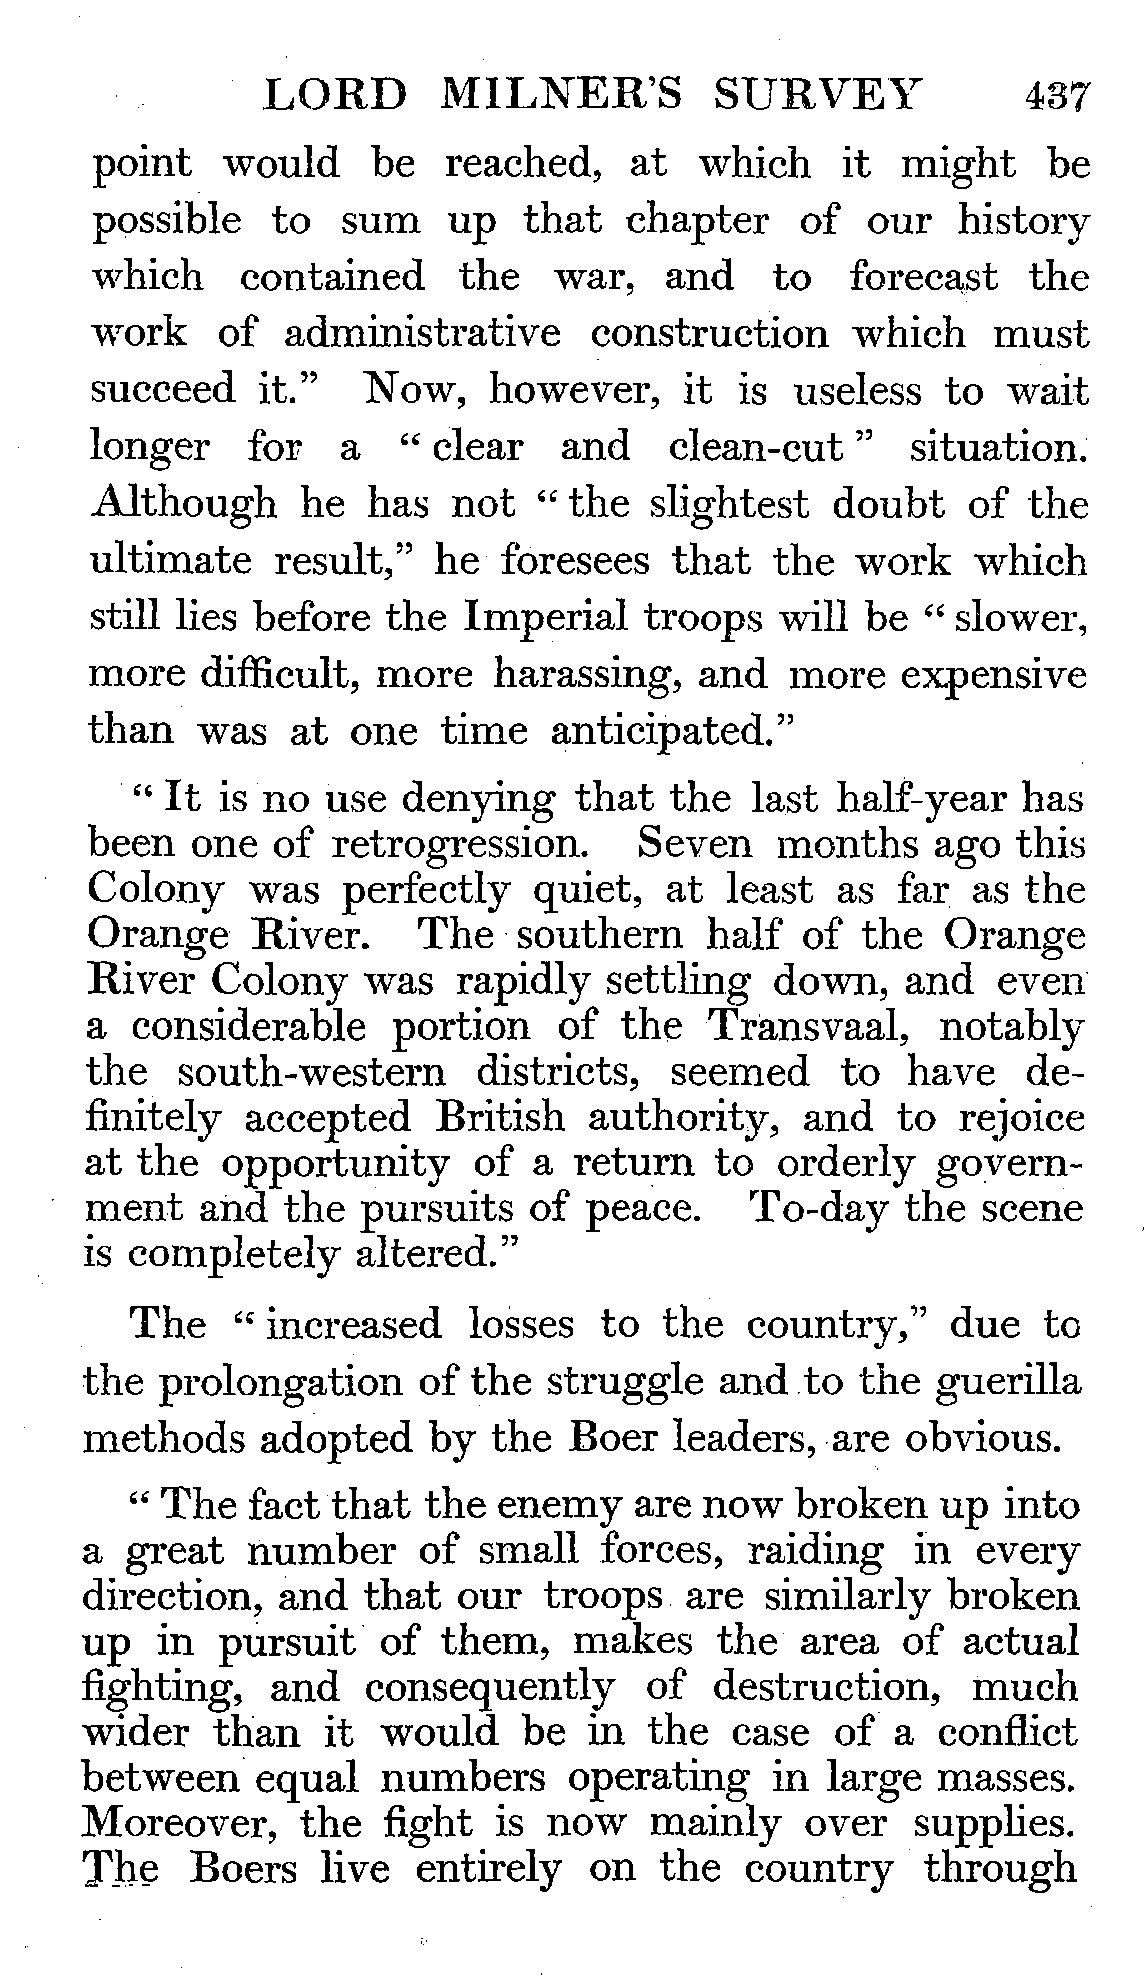 LORD MILNER'S SURVEY 437
point would be reached, at which it might be
possible to sum up that chapter of our history
which contained the war, and to forecast the
work of administrative construction which must
succeed it.” Now, however, it is useless to wait
longer for a “ clear and clean-cut ” situation.
Although he has not “ the slightest doubt of the
ultimate result,” he foresees that the work which
still lies before the Imperial troops will be “ slower,
more difficult, more harassing, and more expensive
than was at one time anticipated.”
“ It is no use denying that the last half-year has
been one of retrogression. Seven months ago this
Colony was perfectly quiet, at least as far as the
Orange River. The southern half of the Orange
River Colony was rapidly settling down, and even
a considerable portion of the Transvaal, notably
the south-western districts, seemed to have de-
finitely accepted British authority, and to rejoice
at the opportunity of a return to orderly govern-
ment and the pursuits of peace. To-day the scene
is completely altered.”
The “ increased losses to the country,” due to
the prolongation of the struggle and to the guerilla
methods adopted by the Boer leaders, are obvious.
“ The fact that the enemy are now broken up into
a great number of small forces, raiding in every
direction, and that our troops are similarly broken
up in pursuit of them, makes the area of actual
fighting, and consequently of destruction, much
wider than it would be in the case of a conflict
between equal numbers operating in large masses.
Moreover, the fight is now mainly over supplies.
The Boers live entirely on the country through